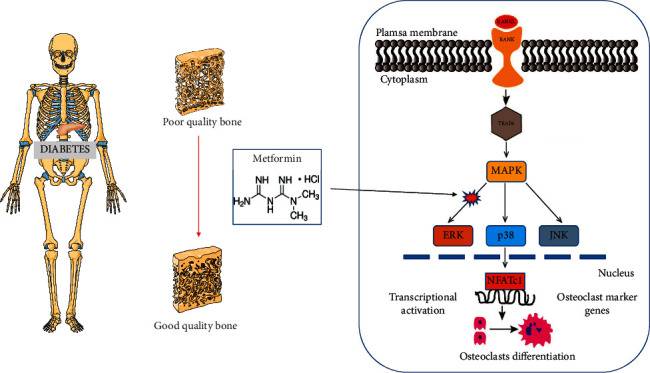 DIABETES
Poor quality bone
Good quality bone
Metformin
NH NH • HCl
H₂N N H N CH₃
CH₃
Plamsa membrane
RANKL
RANK
Cytoplasm
TRAF6
MAPK
ERK
p38
JNK
Nucleus
NFATc1
Transcriptional
activation
Osteoclast marker
genes
Osteoclasts differentiation